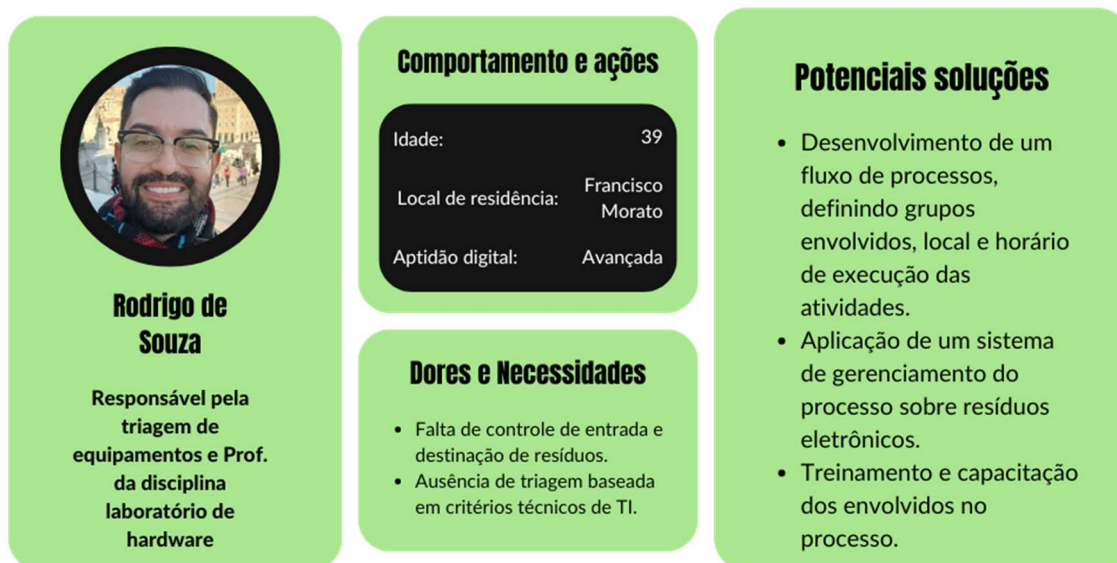 Rodrigo de
Souza
Responsável pela
triagem de
equipamentos e Prof.
da disciplina
laboratório de
hardware
Comportamento e ações
Idade: 39
Local de residência: Francisco
Morato
Aptidão digital: Avançada
Dores e Necessidades
• Falta de controle de entrada e
destinação de resíduos.
• Ausência de triagem baseada
em critérios técnicos de TI.
Potenciais soluções
• Desenvolvimento de um
fluxo de processos,
definindo grupos
envolvidos, local e horário
de execução das
atividades.
• Aplicação de um sistema
de gerenciamento do
processo sobre resíduos
eletrônicos.
• Treinamento e capacitação
dos envolvidos no
processo.